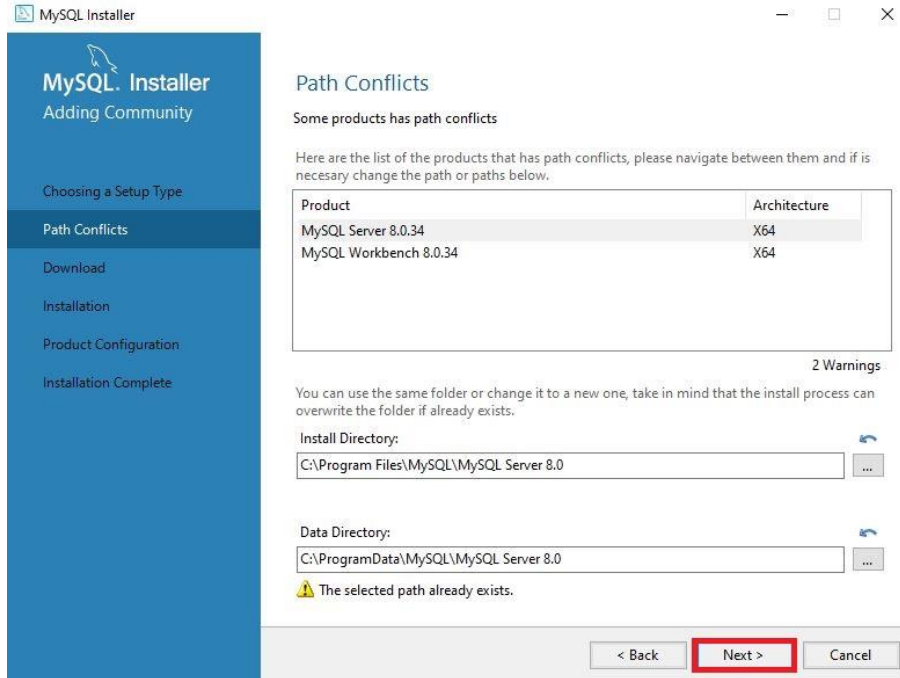 MySQL Installer
MySQL. Installer
Adding Community
Choosing a Setup Type
Path Conflicts
Download
Installation
Product Configuration
Installation Complete
Path Conflicts
Some products has path conflicts
Here are the list of the products that has path conflicts, please navigate between them and if is
necesary change the path or paths below.
Product Architecture
MySQL Server 8.0.34 X64
MySQL Workbench 8.0.34 X64
2 Warnings
You can use the same folder or change it to a new one, take in mind that the install process can
overwrite the folder if already exists.
Install Directory:
C:\Program Files\MySQL\MySQL Server 8.0
...
Data Directory:
C:\ProgramData\MySQL\MySQL Server 8.0
...
The selected path already exists.
< Back Next > Cancel